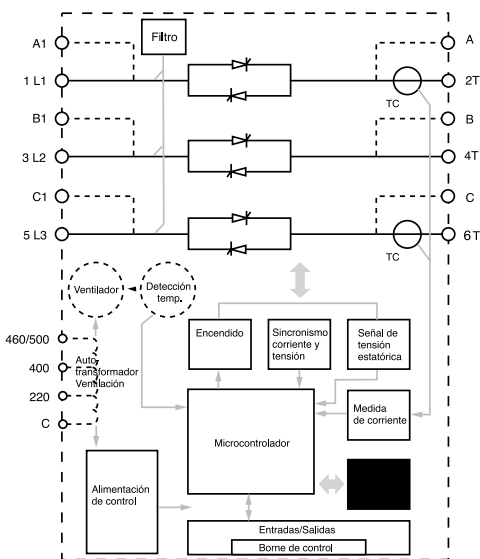 A1
Filtro
A
1 L1
2T
TC
B1
B
3 L2
4T
C1
C
5 L3
6T
TC
Ventilador
Detección
temp.
460/500
400
220
C
Auto
transformador
Ventilación
Encendido
Sincronismo
corriente y
tensión
Señal de
tensión
estatórica
Microcontrolador
Medida
de corriente
Alimentación
de control
Entradas/Salidas
Borne de control